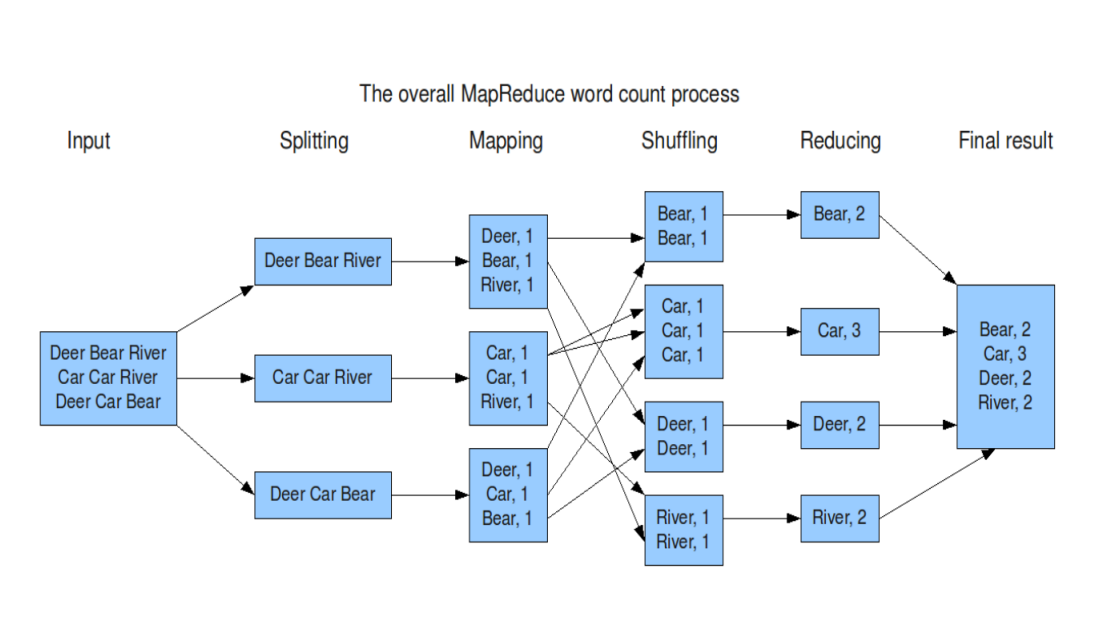 The overall MapReduce word count process
Input
Splitting
Mapping
Shuffling
Reducing
Final result
Deer Bear River
Car Car River
Deer Car Bear
Deer Bear River
Car Car River
Deer Car Bear
Deer, 1
Bear, 1
River, 1
Car, 1
Car, 1
River, 1
Deer, 1
Car, 1
Bear, 1
Bear, 1
Bear, 1
Car, 1
Car, 1
Car, 1
Deer, 1
Deer, 1
River, 1
River, 1
Bear, 2
Car, 3
Deer, 2
River, 2
Bear, 2
Car, 3
Deer, 2
River, 2